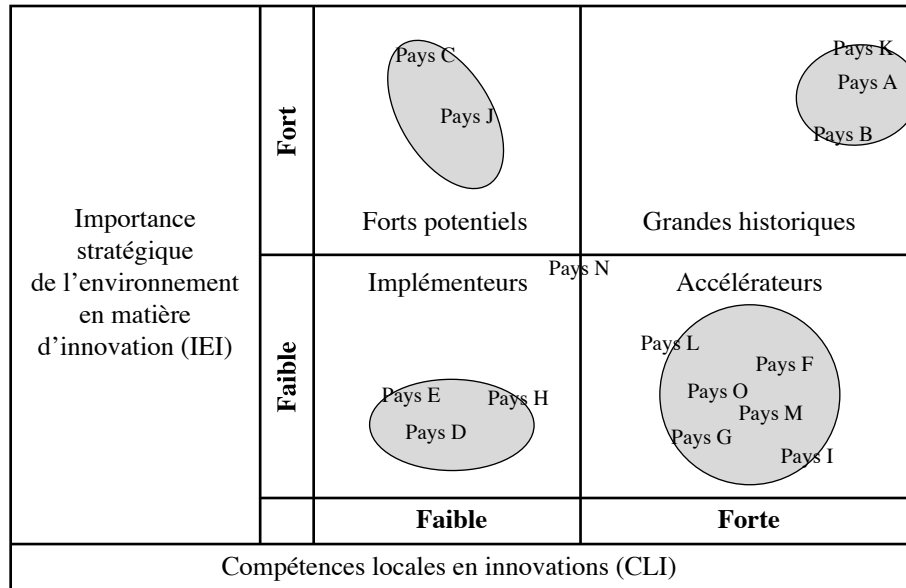 Importance
stratégique
de l’environnement
en matière
d’innovation (IEI)
Fort
Pays C
Pays J
Forts potentiels
Pays K
Pays A
Pays B
Grandes historiques
Pays N
Faible
Implémenteurs
Pays E
Pays H
Pays D
Accélérateurs
Pays L
Pays F
Pays O
Pays M
Pays G
Pays I
Faible
Forte
Compétences locales en innovations (CLI)